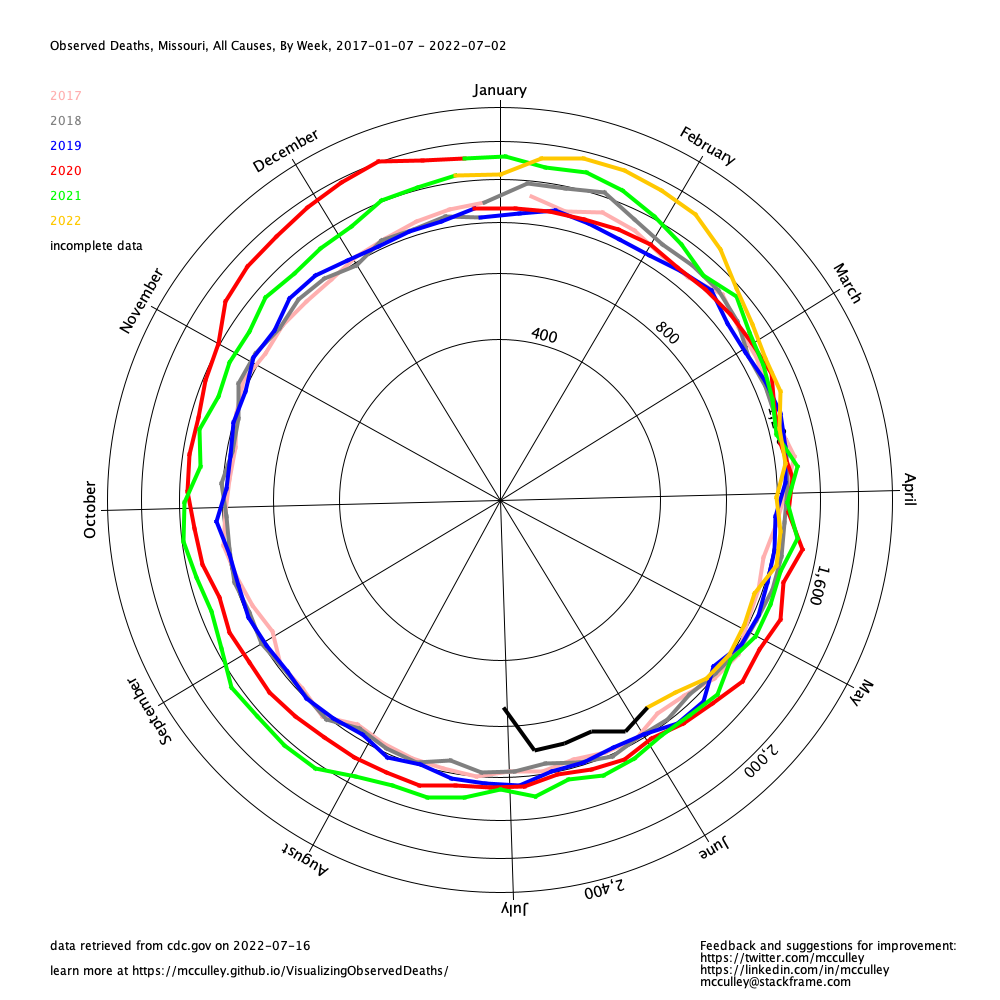 Observed Deaths, Missouri, All Causes, By Week, 2017-01-07 - 2022-07-02
2017
2018
2019
2020
2021
2022
incomplete data
January
February
March
April
May
June
July
August
September
October
November
December
400
800
1,600
2,000
2,400
data retrieved from cdc.gov on 2022-07-16
learn more at https://mcculley.github.io/VisualizingObservedDeaths/
Feedback and suggestions for improvement:
https://twitter.com/mcculley
https://linkedin.com/in/mcculley
mcculley@stackframe.com